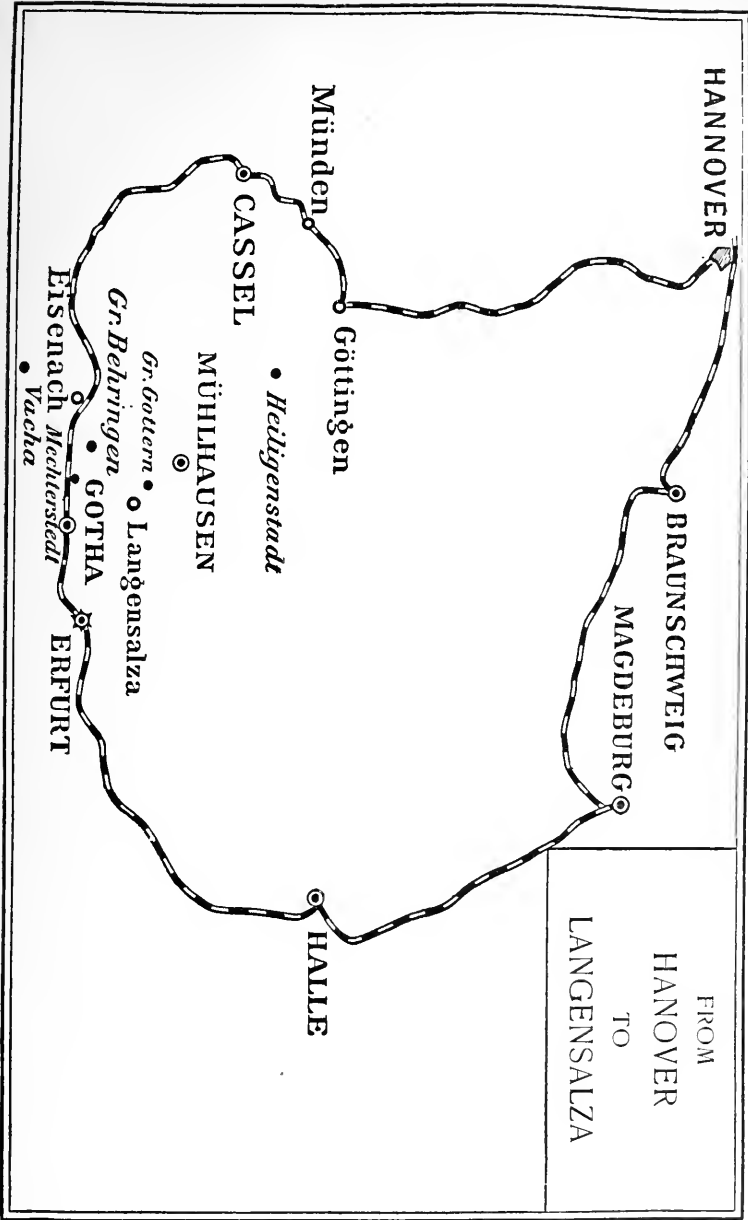 HANNOVER
BRAUNSCHWEIG
MAGDEBURG
FROM
HANOVER
TO
LANGENSALZA
Münden
Göttingen
HALLE
CASSEL
Heiligenstadt
MÜHLHAUSEN
Gr. Gottern
Langensalza
Gr. Behringen
GOTHA
Eisenach
Mechterstedt
ERFURT
Vacha